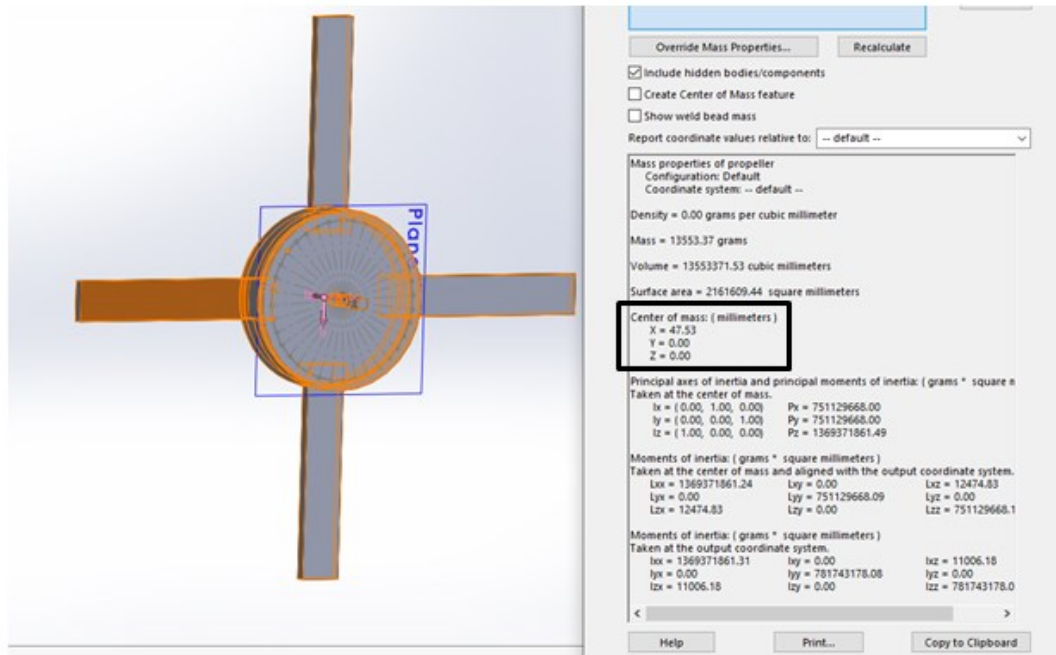 Plan
Override Mass Properties...
Recalculate
Include hidden bodies/components
Create Center of Mass feature
Show weld bead mass
Report coordinate values relative to: -- default --
Mass properties of propeller
Configuration: Default
Coordinate system: -- default --
Density = 0.00 grams per cubic millimeter
Mass = 13553.37 grams
Volume = 13553371.53 cubic millimeters
Surface area = 2161609.44 square millimeters
Center of mass: ( millimeters )
X = 47.53
Y = 0.00
Z = 0.00
Principal axes of inertia and principal moments of inertia: ( grams * square m
Taken at the center of mass.
Ix = ( 0.00, 1.00, 0.00) Px = 751129668.00
Iy = ( 0.00, 0.00, 1.00) Py = 751129668.00
Iz = ( 1.00, 0.00, 0.00) Pz = 1369371861.49
Moments of inertia: ( grams * square millimeters )
Taken at the center of mass and aligned with the output coordinate system.
Lxx = 1369371861.24 Lxy = 0.00 Lxz = 12474.83
Lyx = 0.00 Lyy = 751129668.09 Lyz = 0.00
Lzx = 12474.83 Lzy = 0.00 Lzz = 751129668.1
Moments of inertia: ( grams * square millimeters )
Taken at the output coordinate system.
Ixx = 1369371861.31 Ixy = 0.00 Ixz = 11006.18
Iyx = 0.00 Iyy = 781743178.08 Iyz = 0.00
Izx = 11006.18 Izy = 0.00 Izz = 781743178.0
Help
Print...
Copy to Clipboard